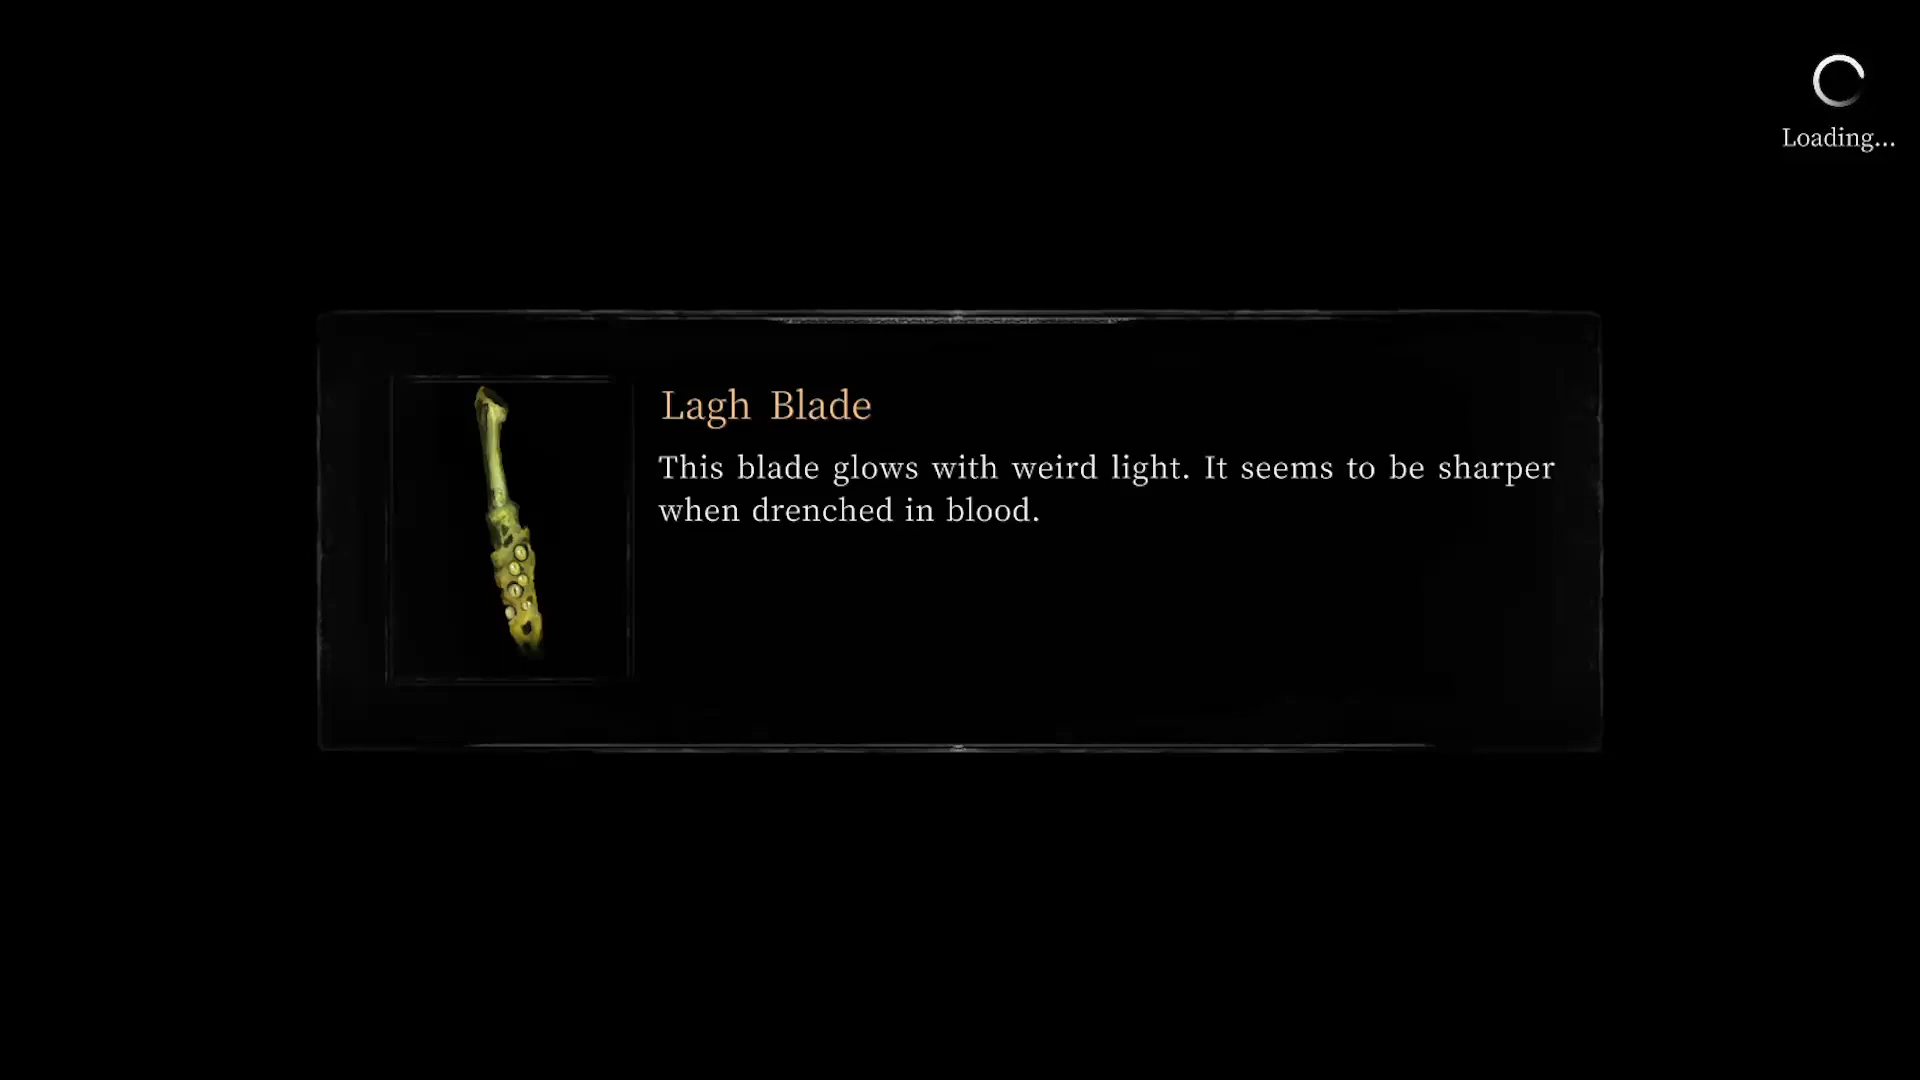 Loading...
Lagh Blade
This blade glows with weird light. It seems to be sharper
when drenched in blood.